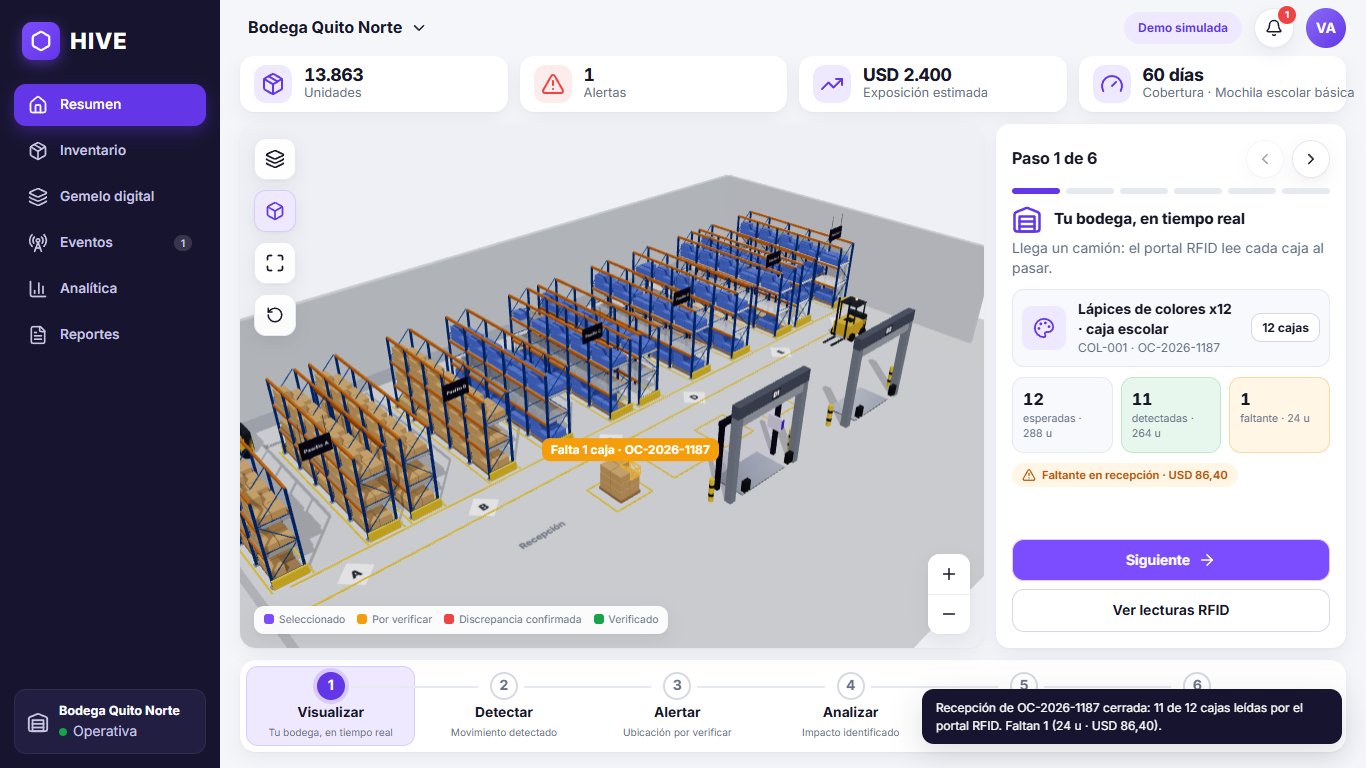 HIVE
Resumen
Inventario
Gemelo digital
Eventos
1
Analítica
Reportes
Bodega Quito Norte
Operativa
Bodega Quito Norte
Demo simulada
1
VA
13.863
Unidades
1
Alertas
USD 2.400
Exposición estimada
60 días
Cobertura · Mochila escolar básica
Pasillo A
Pasillo B
Falta 1 caja · OC-2026-1187
A
B
Recepción
Seleccionado
Por verificar
Discrepancia confirmada
Verificado
Paso 1 de 6
Tu bodega, en tiempo real
Llega un camión: el portal RFID lee cada caja al
pasar.
Lápices de colores x12
· caja escolar
COL-001 · OC-2026-1187
12 cajas
12
esperadas ·
288 u
11
detectadas ·
264 u
1
faltante · 24 u
Faltante en recepción · USD 86,40
Siguiente
Ver lecturas RFID
1
Visualizar
Tu bodega, en tiempo real
2
Detectar
Movimiento detectado
3
Alertar
Ubicación por verificar
4
Analizar
Impacto identificado
5
6
Recepción de OC-2026-1187 cerrada: 11 de 12 cajas leídas por el
portal RFID. Faltan 1 (24 u · USD 86,40).